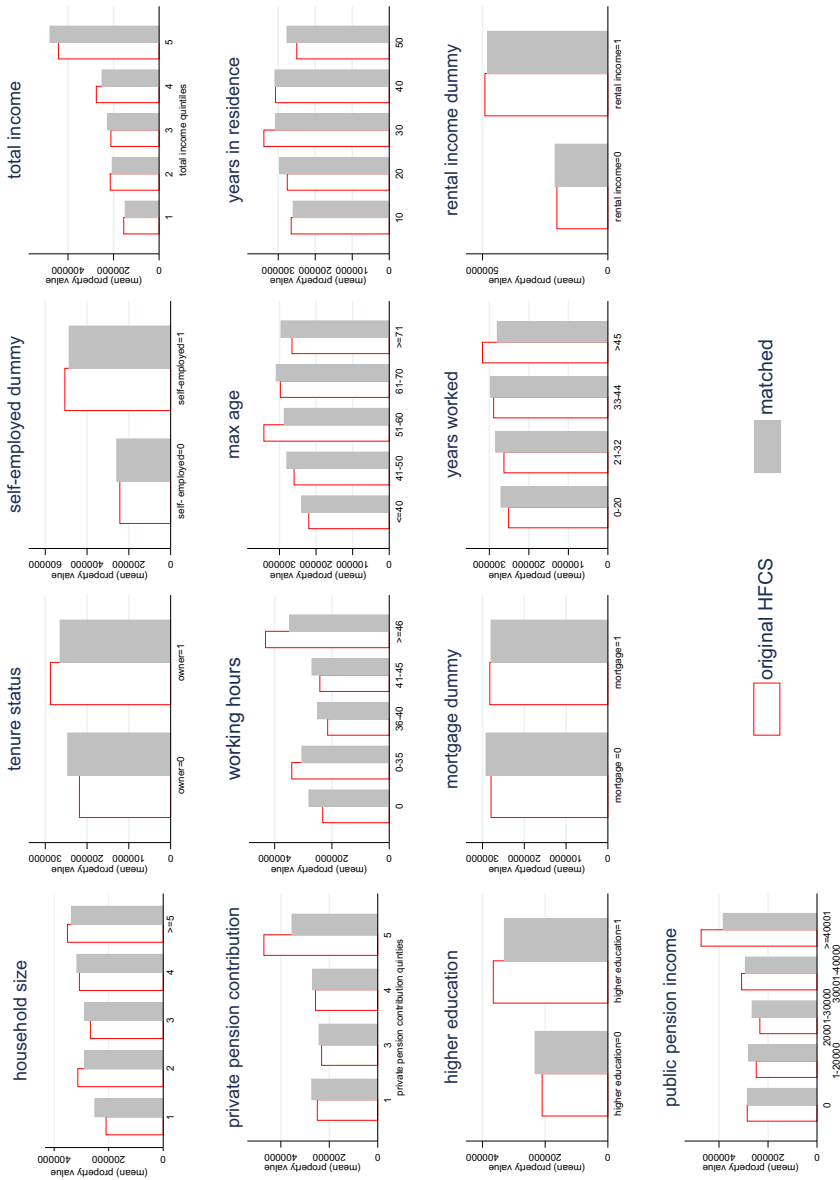 household size
(mean) property value
400000
200000
0
1 2 3 4 >=5
tenure status
(mean) property value
300000
200000
100000
0
owner=0 owner=1
self-employed dummy
(mean) property value
600000
400000
200000
0
self- employed=0 self-employed=1
total income
(mean) property value
400000
200000
0
1 2 3 4 5
total income quintiles
private pension contribution
(mean) property value
400000
200000
0
1 3 4 5
private pension contribution quinties
working hours
(mean) property value
400000
200000
0
0 0-35 36-40 41-45 >=46
max age
(mean) property value
300000
200000
100000
0
<=40 41-50 51-60 61-70 >=71
years in residence
(mean) property value
300000
200000
100000
0
10 20 30 40 50
higher education
(mean) property value
400000
200000
0
higher education=0 higher education=1
mortgage dummy
(mean) property value
300000
200000
100000
0
mortgage =0 mortgage=1
years worked
(mean) property value
300000
200000
100000
0
0-20 21-32 33-44 >45
rental income dummy
(mean) property value
500000
0
rental income=0 rental income=1
public pension income
(mean) property value
400000
200000
0
0 1-20000 20001-30000 30001-40000 >=40001
original HFCS matched